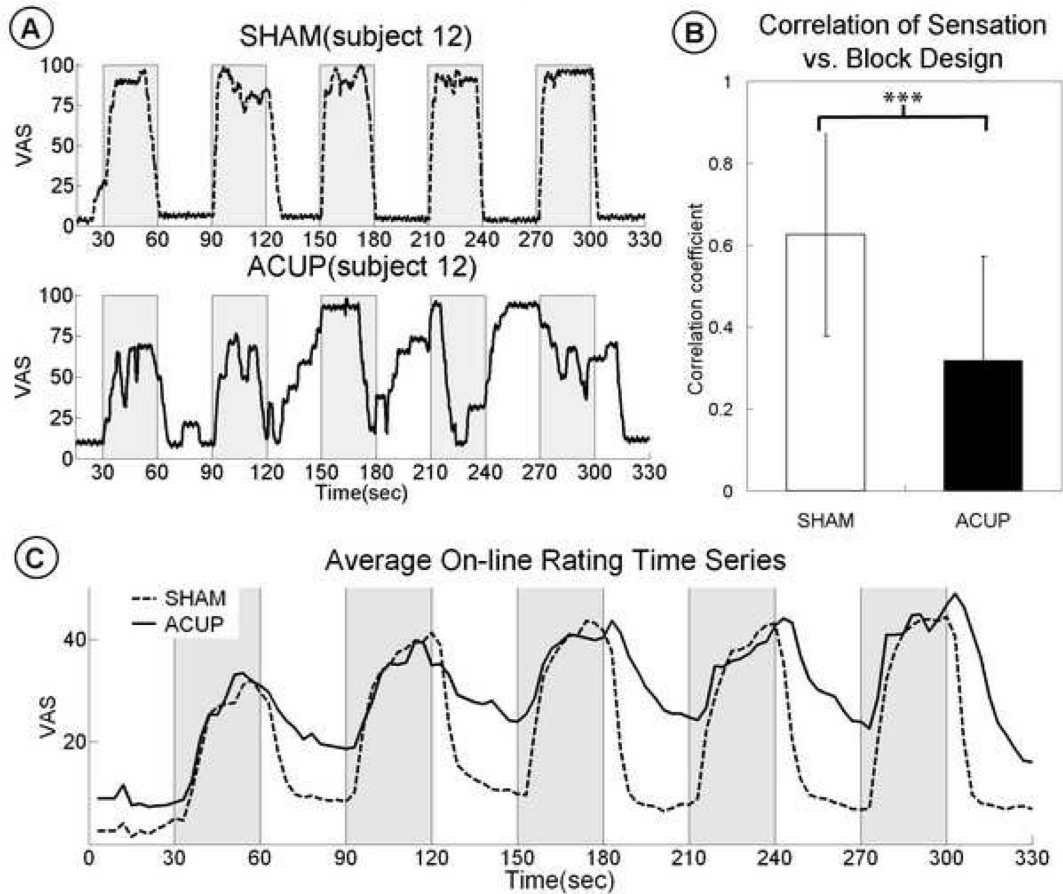 A
SHAM(subject 12)
100
75
50
25
0
VAS
30 60 90 120 150 180 210 240 270 300 330
ACUP(subject 12)
100
75
50
25
0
VAS
30 60 90 120 150 180 210 240 270 300 330
Time(sec)
B
Correlation of Sensation
vs. Block Design
1
0.8
0.6
0.4
0.2
0
Correlation coefficient
***
SHAM ACUP
C
Average On-line Rating Time Series
SHAM
ACUP
40
20
VAS
0 30 60 90 120 150 180 210 240 270 300 330
Time(sec)